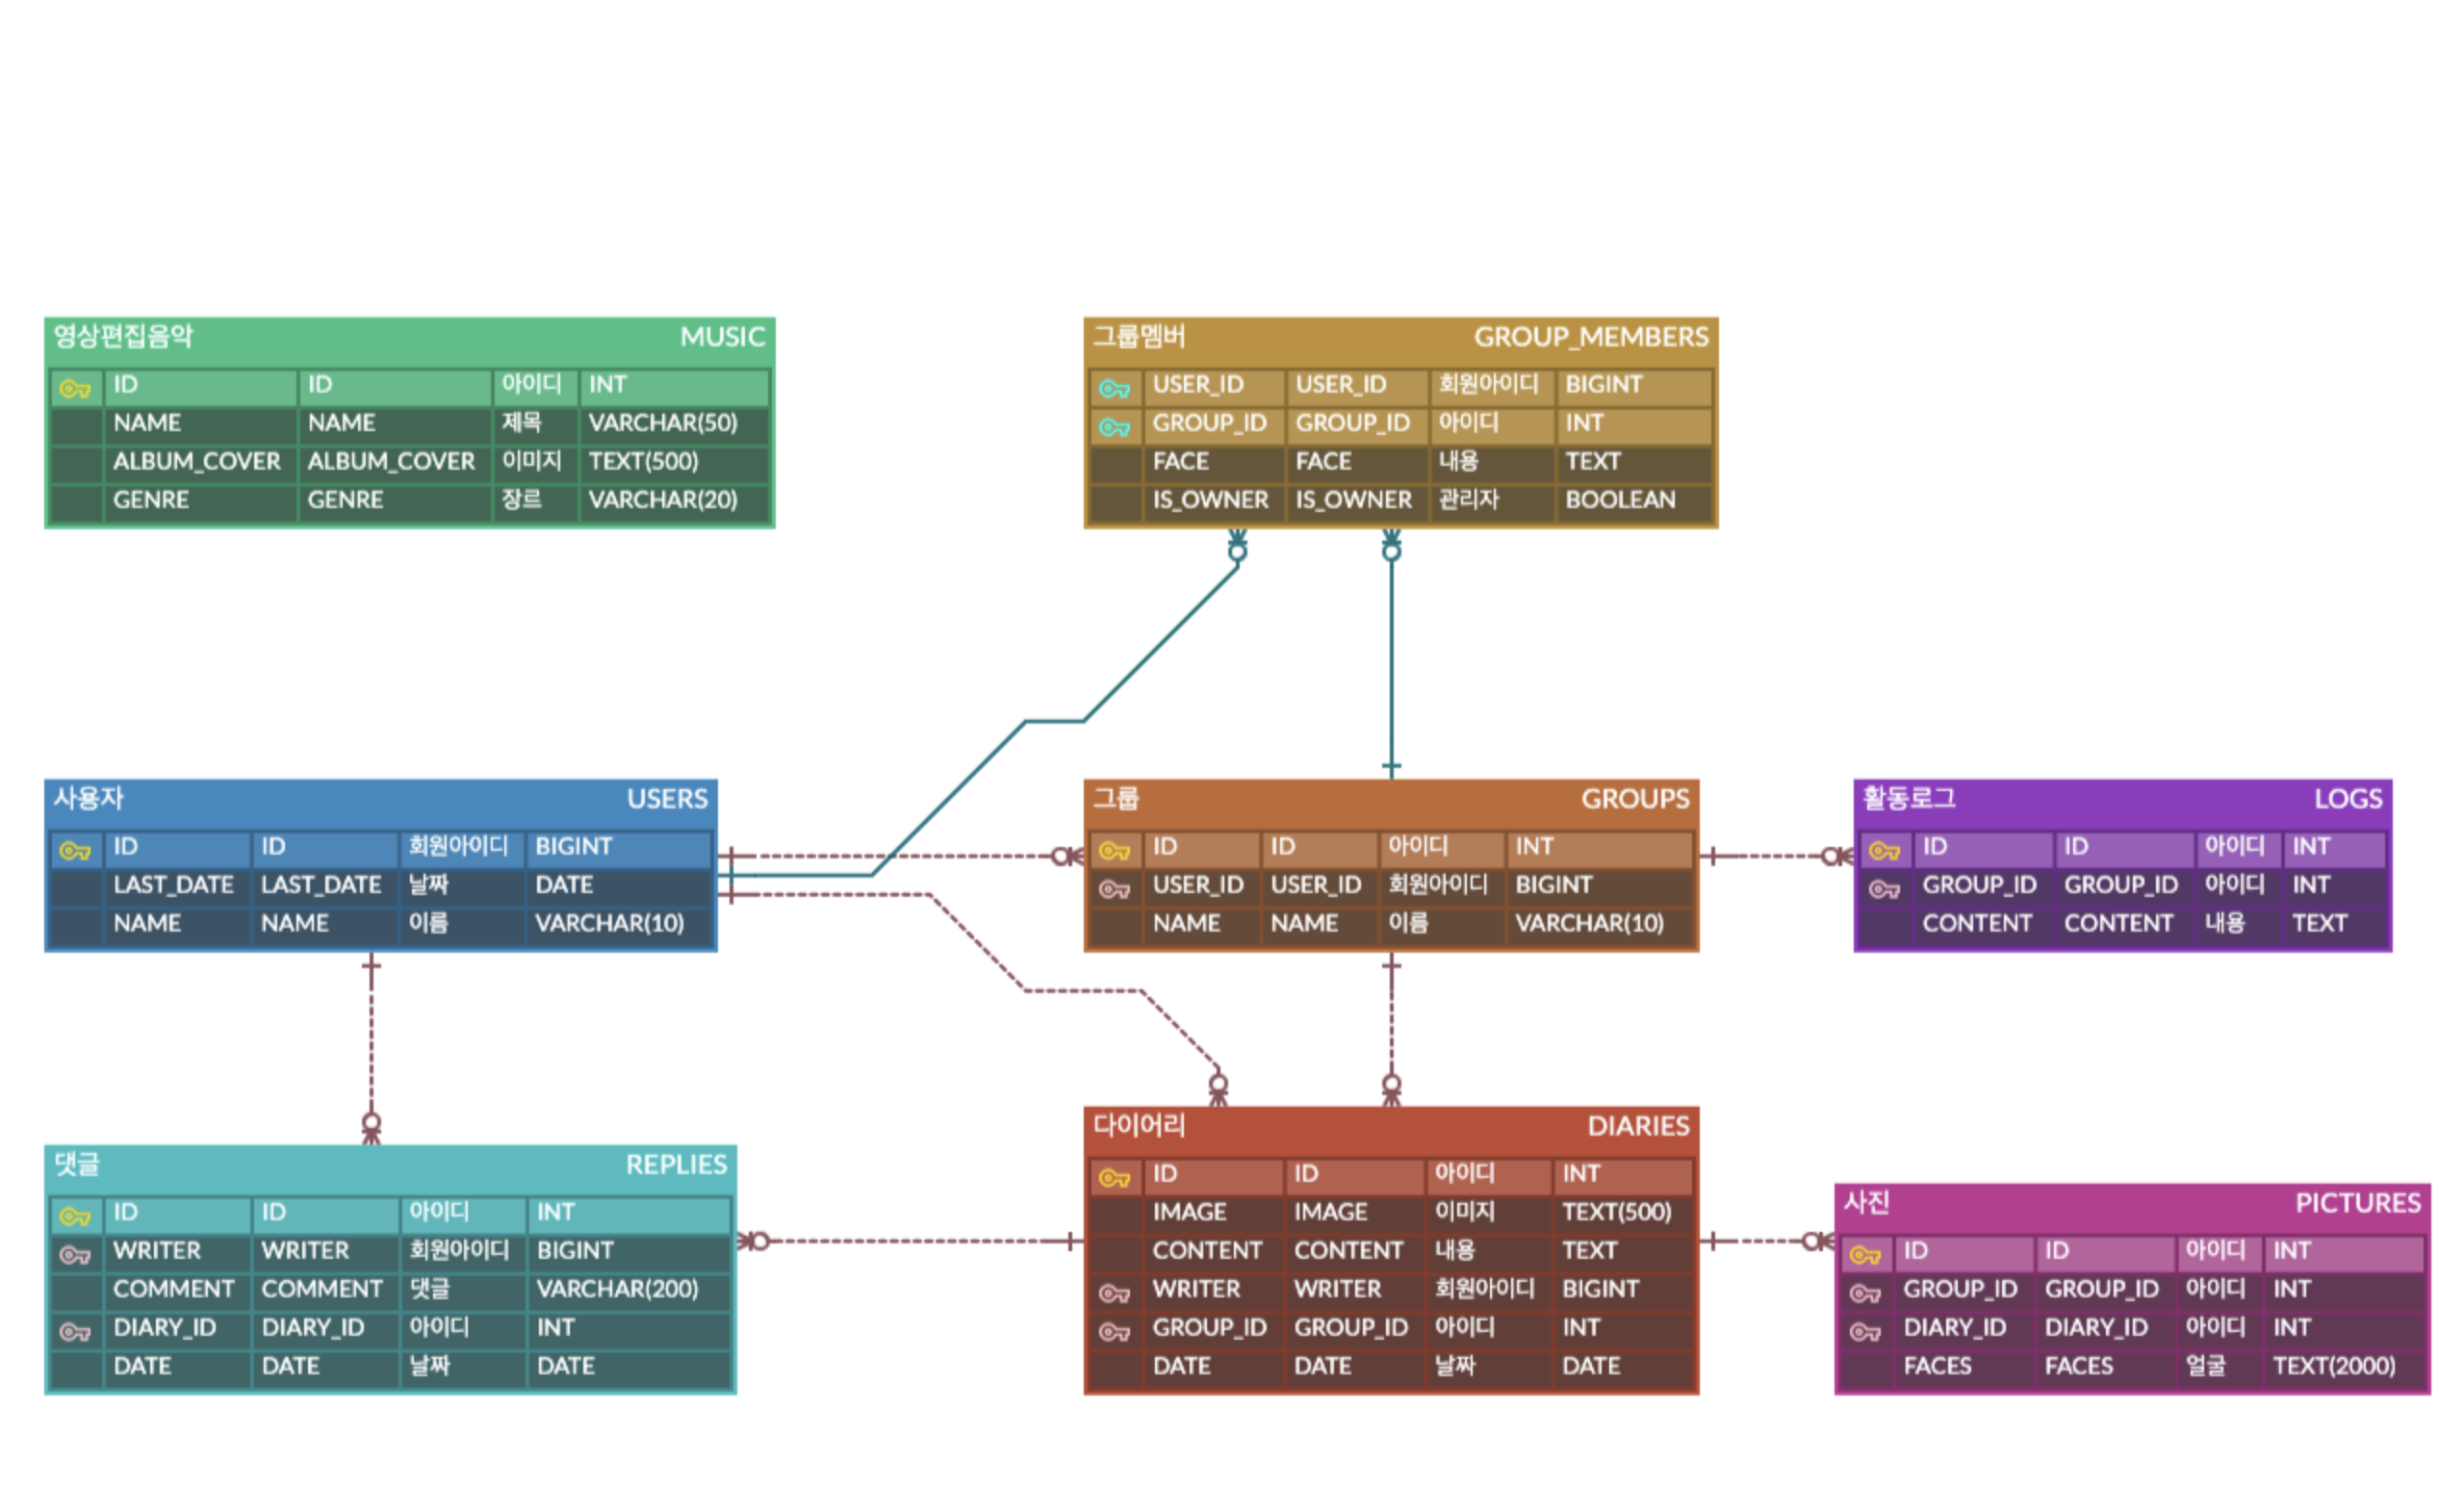 영상편집음악 MUSIC
ID ID 아이디 INT
NAME NAME 제목 VARCHAR(50)
ALBUM_COVER ALBUM_COVER 이미지 TEXT(500)
GENRE GENRE 장르 VARCHAR(20)
그룹멤버 GROUP_MEMBERS
USER_ID USER_ID 회원아이디 BIGINT
GROUP_ID GROUP_ID 아이디 INT
FACE FACE 내용 TEXT
IS_OWNER IS_OWNER 관리자 BOOLEAN
사용자 USERS
ID ID 회원아이디 BIGINT
LAST_DATE LAST_DATE 날짜 DATE
NAME NAME 이름 VARCHAR(10)
그룹 GROUPS
ID ID 아이디 INT
USER_ID USER_ID 회원아이디 BIGINT
NAME NAME 이름 VARCHAR(10)
활동로그 LOGS
ID ID 아이디 INT
GROUP_ID GROUP_ID 아이디 INT
CONTENT CONTENT 내용 TEXT
댓글 REPLIES
ID ID 아이디 INT
WRITER WRITER 회원아이디 BIGINT
COMMENT COMMENT 댓글 VARCHAR(200)
DIARY_ID DIARY_ID 아이디 INT
DATE DATE 날짜 DATE
다이어리 DIARIES
ID ID 아이디 INT
IMAGE IMAGE 이미지 TEXT(500)
CONTENT CONTENT 내용 TEXT
WRITER WRITER 회원아이디 BIGINT
GROUP_ID GROUP_ID 아이디 INT
DATE DATE 날짜 DATE
사진 PICTURES
ID ID 아이디 INT
GROUP_ID GROUP_ID 아이디 INT
DIARY_ID DIARY_ID 아이디 INT
FACES FACES 얼굴 TEXT(2000)